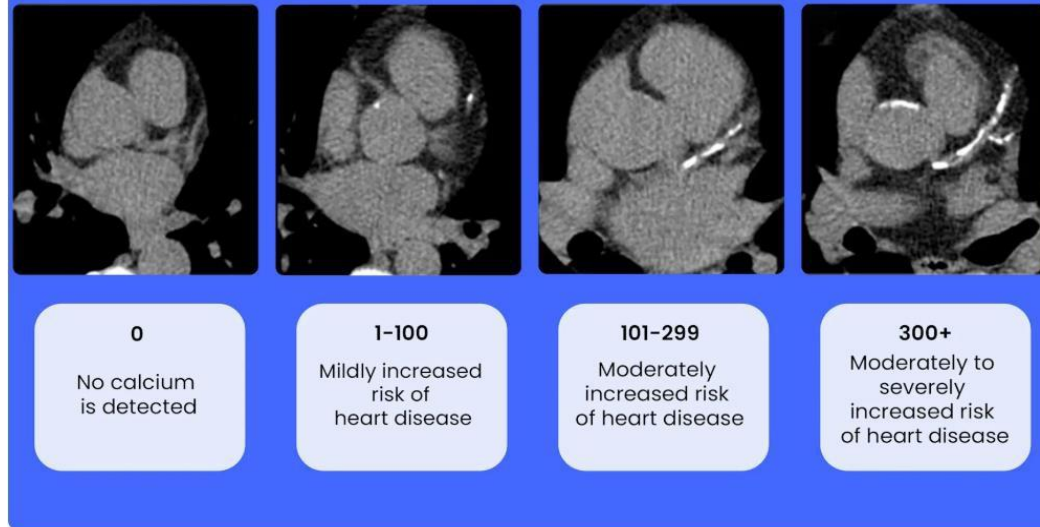 0
No calcium
is detected
1-100
Mildly increased
risk of
heart disease
101-299
Moderately
increased risk
of heart disease
300+
Moderately to
severely
increased risk
of heart disease